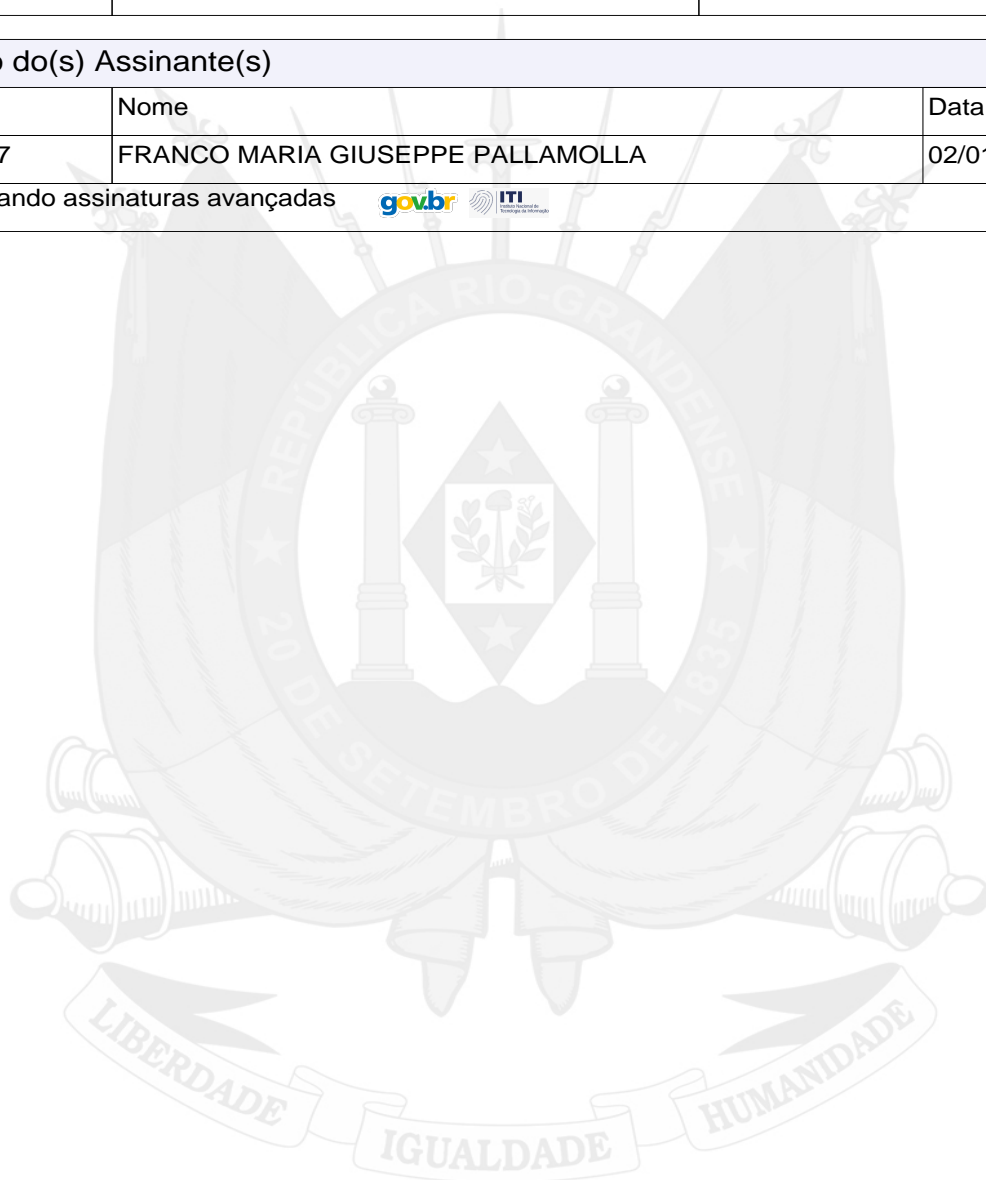 o do(s) Assinante(s)
Nome Data
7 FRANCO MARIA GIUSEPPE PALLAMOLLA 02/01
ando assinaturas avançadas gov.br ITI
REPÚBLICA RIO-GRANDENSE
20 DE SETEMBRO DE 1835
LIBERDADE IGUALDADE HUMANIDADE